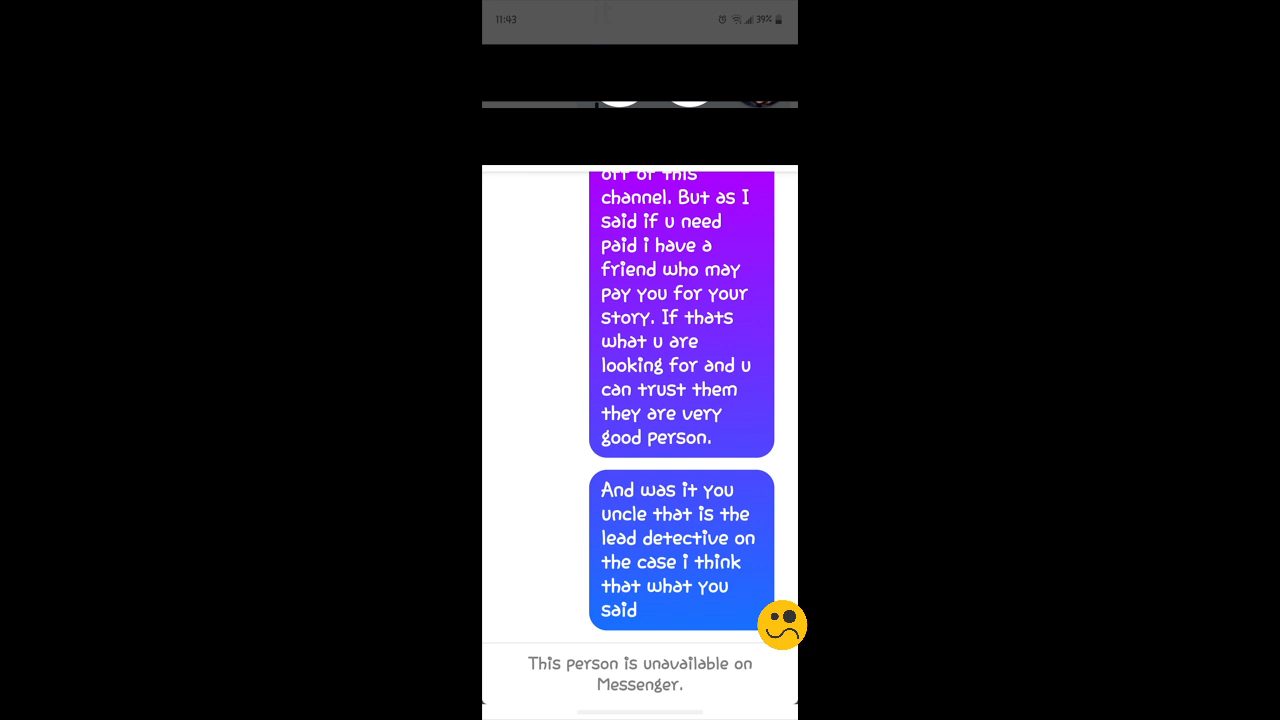 11:43
39%
off of this
channel. But as I
said if u need
paid i have a
friend who may
pay you for your
story. If thats
what u are
looking for and u
can trust them
they are very
good person.
And was it you
uncle that is the
lead detective on
the case i think
that what you
said
This person is unavailable on
Messenger.